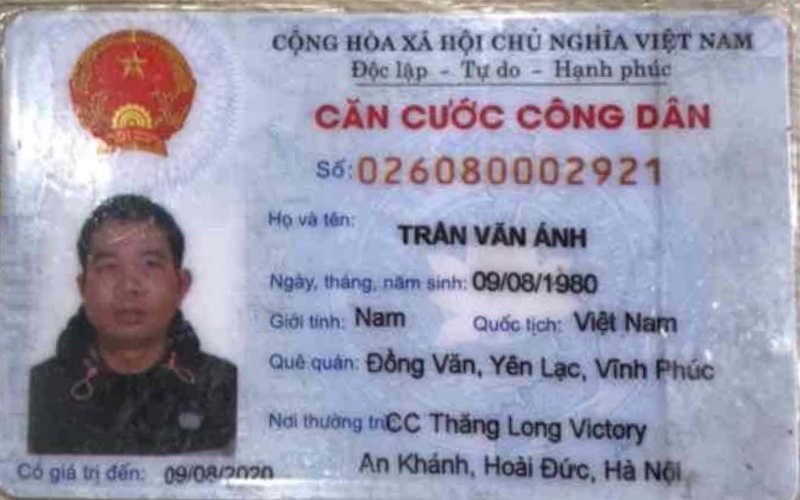 CỘNG HÒA XÃ HỘI CHỦ NGHĨA VIỆT NAM
Độc lập - Tự do - Hạnh phúc
CĂN CƯỚC CÔNG DÂN
Số: 026080002921
Họ và tên: TRẦN VĂN ÁNH
Ngày, tháng, năm sinh: 09/08/1980
Giới tính: Nam Quốc tịch: Việt Nam
Quê quán: Đồng Văn, Yên Lạc, Vĩnh Phúc
Nơi thường trú: CC Thăng Long Victory
An Khánh, Hoài Đức, Hà Nội
Có giá trị đến: 09/08/2020